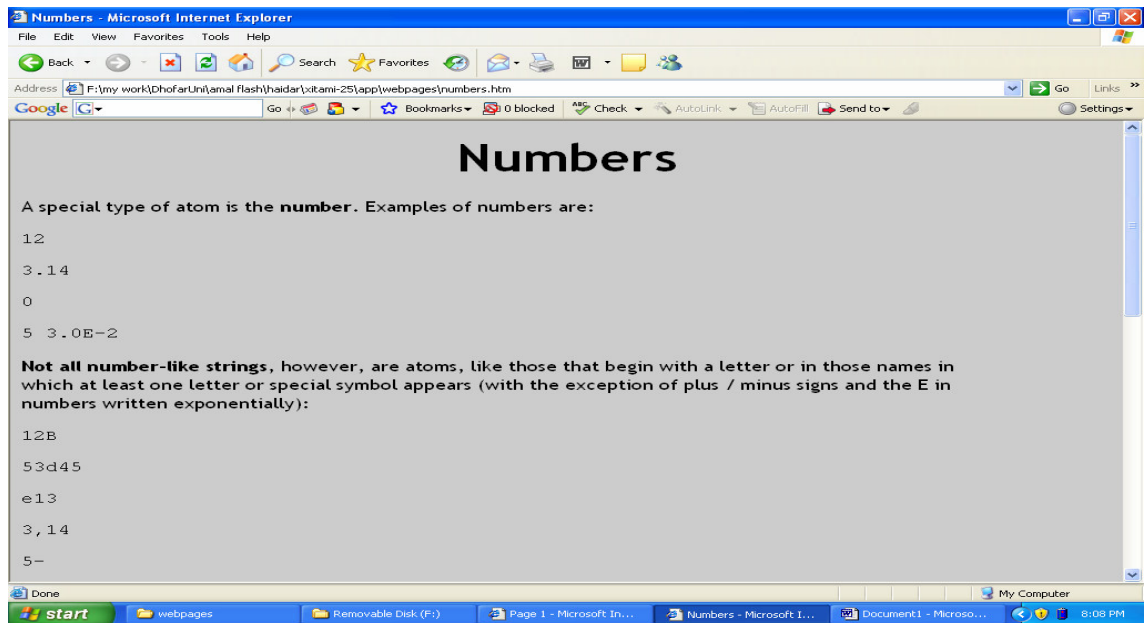 Numbers - Microsoft Internet Explorer
File Edit View Favorites Tools Help
Back Search Favorites
Address F:\my work\DhofarUni\amal flash\haidar\xitami-25\app\webpages\numbers.htm Go Links »
Google G Go Bookmarks 0 blocked ABC Check AutoLink AutoFill Send to Settings
Numbers
A special type of atom is the number. Examples of numbers are:
12
3.14
0
5 3.0E-2
Not all number-like strings, however, are atoms, like those that begin with a letter or in those names in
which at least one letter or special symbol appears (with the exception of plus / minus signs and the E in
numbers written exponentially):
12B
53d45
e13
3,14
5-
Done My Computer
start webpages Removable Disk (F:) Page 1 - Microsoft In... Numbers - Microsoft I... Document1 - Microso... 8:08 PM